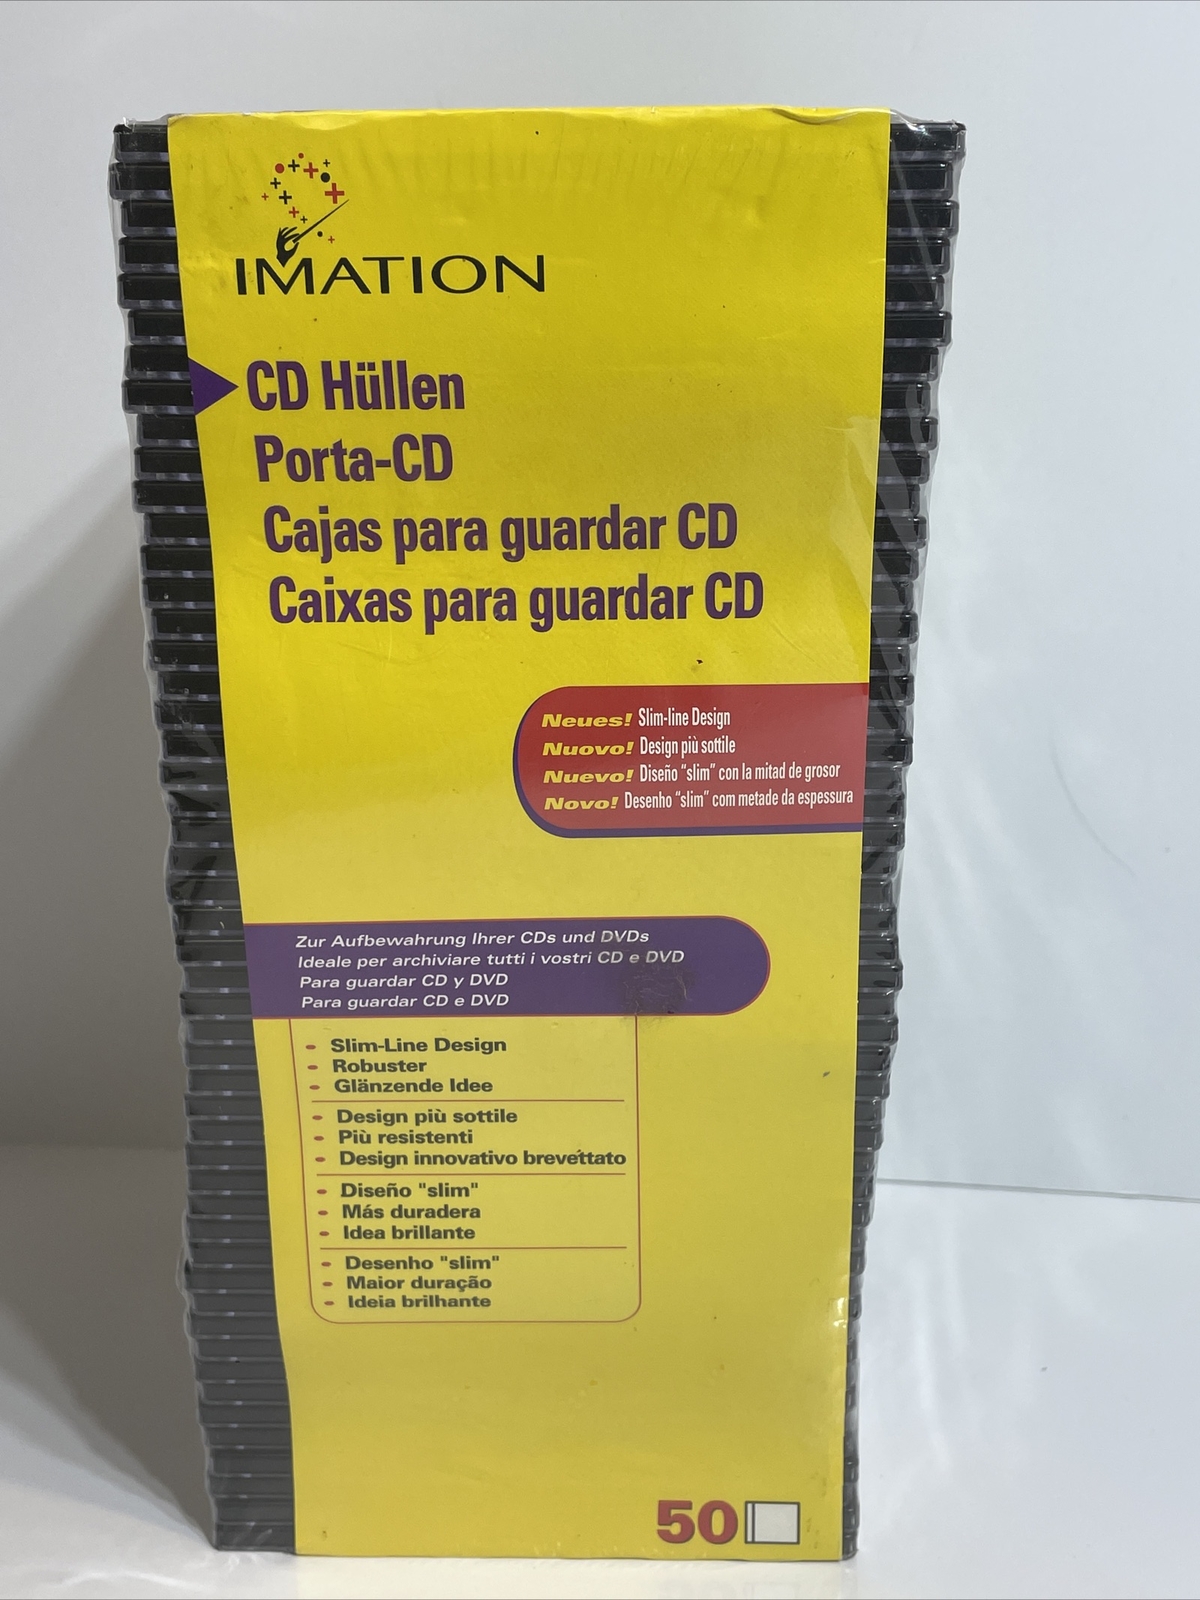 IMATION
CD Hüllen
Porta-CD
Cajas para guardar CD
Caixas para guardar CD
Neues! Slim-line Design
Nuovo! Design più sottile
Nuevo! Diseño "slim" con la mitad de grosor
Novo! Desenho "slim" com metade da espessura
Zur Aufbewahrung Ihrer CDs und DVDs
Ideale per archiviare tutti i vostri CD e DVD
Para guardar CD y DVD
Para guardar CD e DVD
- Slim-Line Design
- Robuster
- Glänzende Idee
- Design più sottile
- Più resistenti
- Design innovativo brevettato
- Diseño "slim"
- Más duradera
- Idea brillante
- Desenho "slim"
- Maior duração
- Ideia brilhante
50